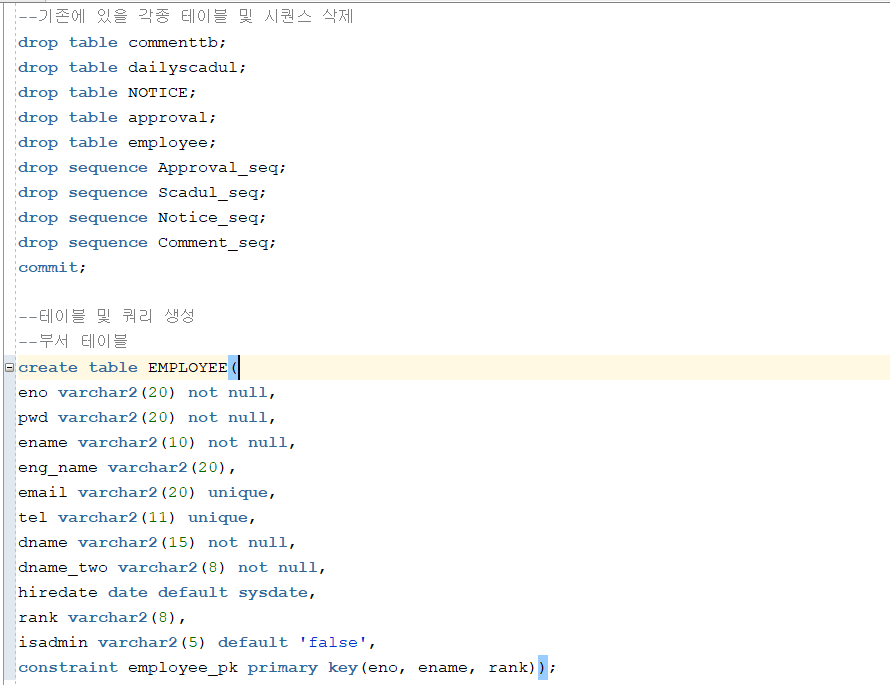 --기존에 있을 각종 테이블 및 시퀀스 삭제
drop table commenttb;
drop table dailyscadul;
drop table NOTICE;
drop table approval;
drop table employee;
drop sequence Approval_seq;
drop sequence Scadul_seq;
drop sequence Notice_seq;
drop sequence Comment_seq;
commit;
--테이블 및 쿼리 생성
--부서 테이블
create table EMPLOYEE(
eno varchar2(20) not null,
pwd varchar2(20) not null,
ename varchar2(10) not null,
eng_name varchar2(20),
email varchar2(20) unique,
tel varchar2(11) unique,
dname varchar2(15) not null,
dname_two varchar2(8) not null,
hiredate date default sysdate,
rank varchar2(8),
isadmin varchar2(5) default 'false',
constraint employee_pk primary key(eno, ename, rank));